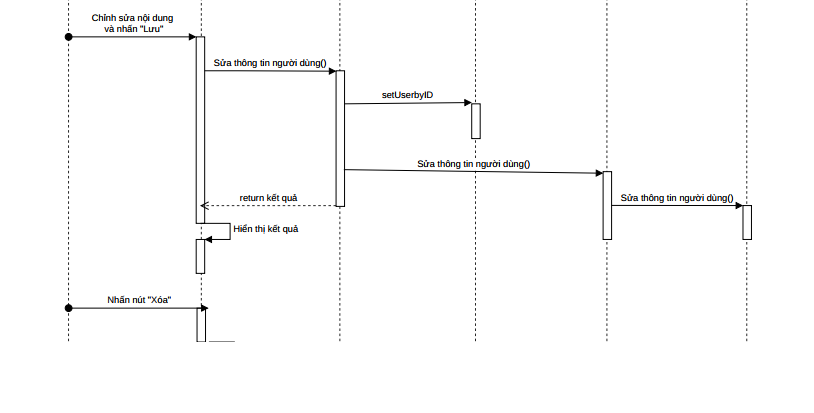 Chỉnh sửa nội dung
và nhấn "Lưu"
Sửa thông tin người dùng()
setUserbyID
Sửa thông tin người dùng()
Sửa thông tin người dùng()
return kết quả
Hiển thị kết quả
Nhấn nút "Xóa"